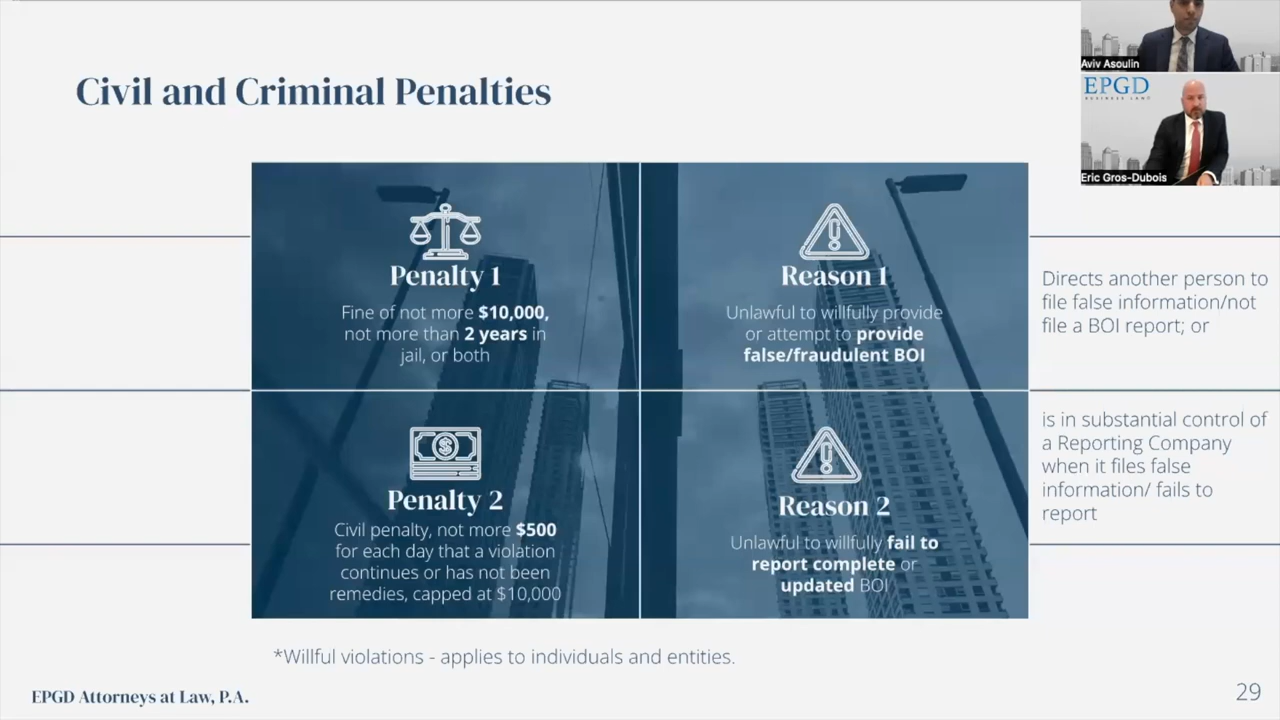 Civil and Criminal Penalties
Aviv Asoulin
EPGD
BUSINESS LAW
Eric Gros-Dubois
Penalty 1
Fine of not more $10,000,
not more than 2 years in
jail, or both
Reason 1
Unlawful to willfully provide
or attempt to provide
false/fraudulent BOI
Directs another person to
file false information/not
file a BOI report; or
Penalty 2
Civil penalty, not more $500
for each day that a violation
continues or has not been
remedies, capped at $10,000
Reason 2
Unlawful to willfully fail to
report complete or
updated BOI
is in substantial control of
a Reporting Company
when it files false
information/ fails to
report
*Willful violations - applies to individuals and entities.
EPGD Attorneys at Law, P.A.
29